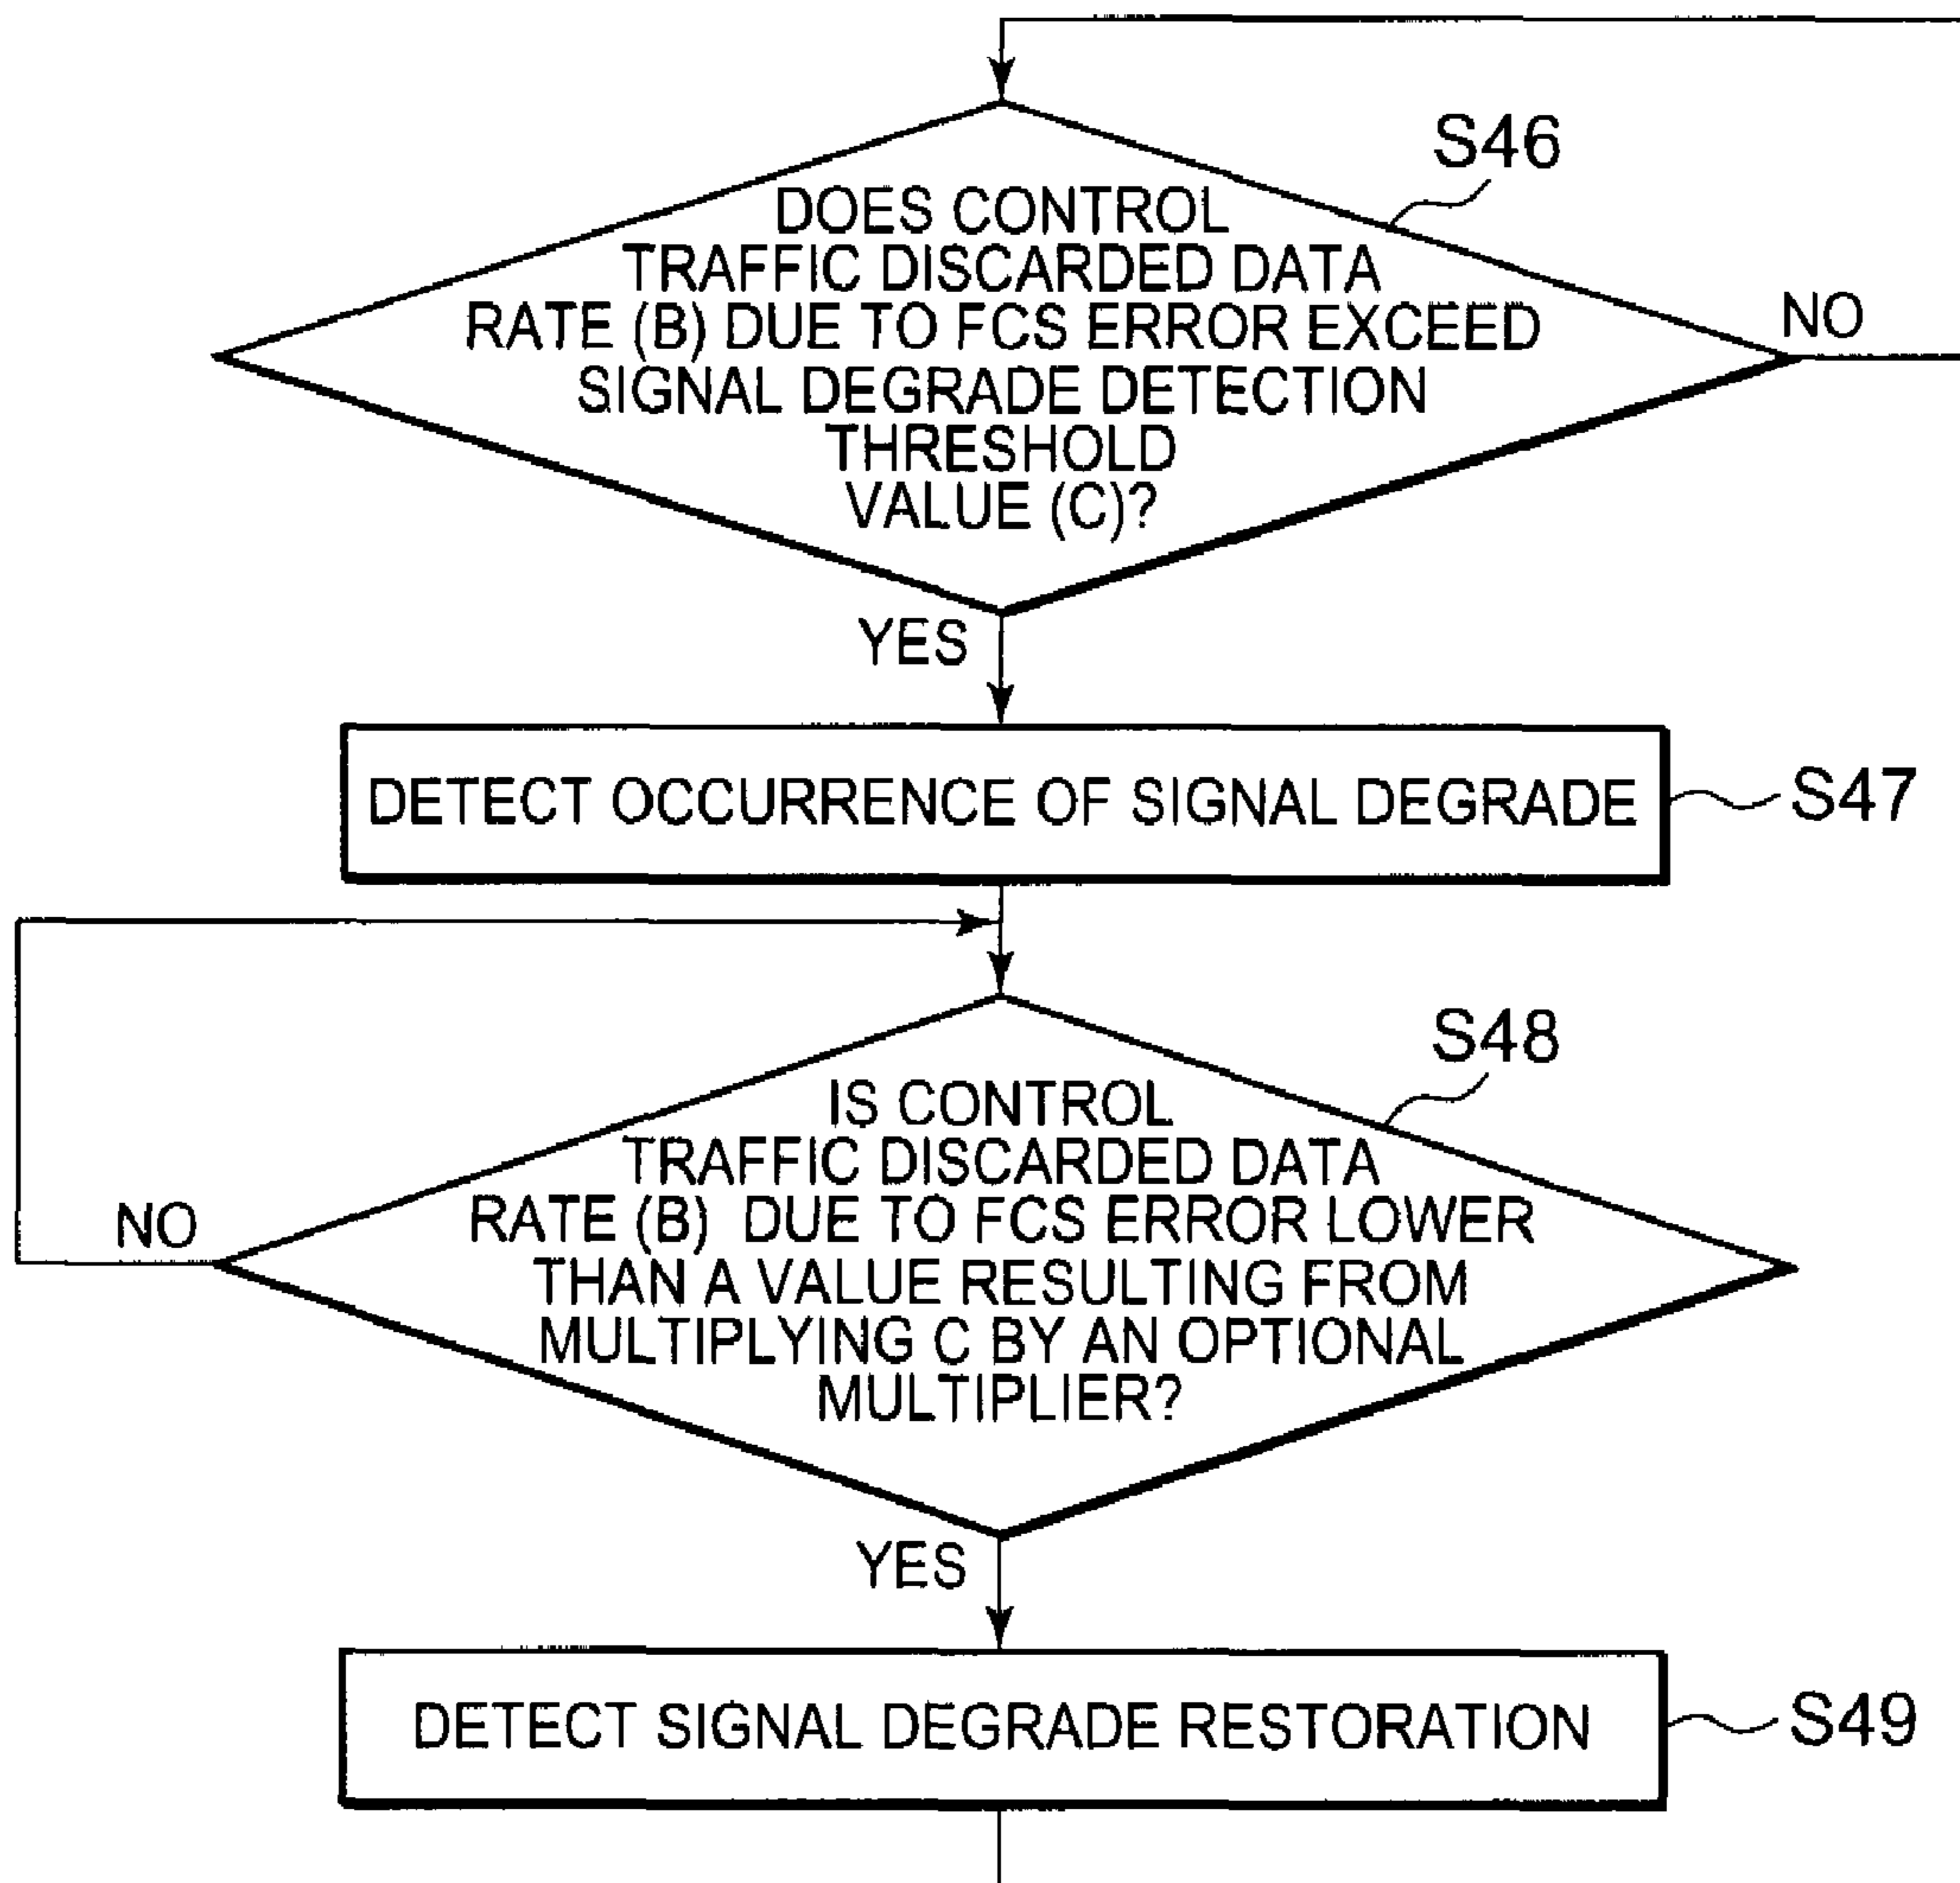 S46
DOES CONTROL
TRAFFIC DISCARDED DATA
RATE (B) DUE TO FCS ERROR EXCEED
SIGNAL DEGRADE DETECTION
THRESHOLD
VALUE (C)?
NO
YES
DETECT OCCURRENCE OF SIGNAL DEGRADE
S47
S48
IS CONTROL
TRAFFIC DISCARDED DATA
RATE (B) DUE TO FCS ERROR LOWER
THAN A VALUE RESULTING FROM
MULTIPLYING C BY AN OPTIONAL
MULTIPLIER?
NO
YES
DETECT SIGNAL DEGRADE RESTORATION
S49